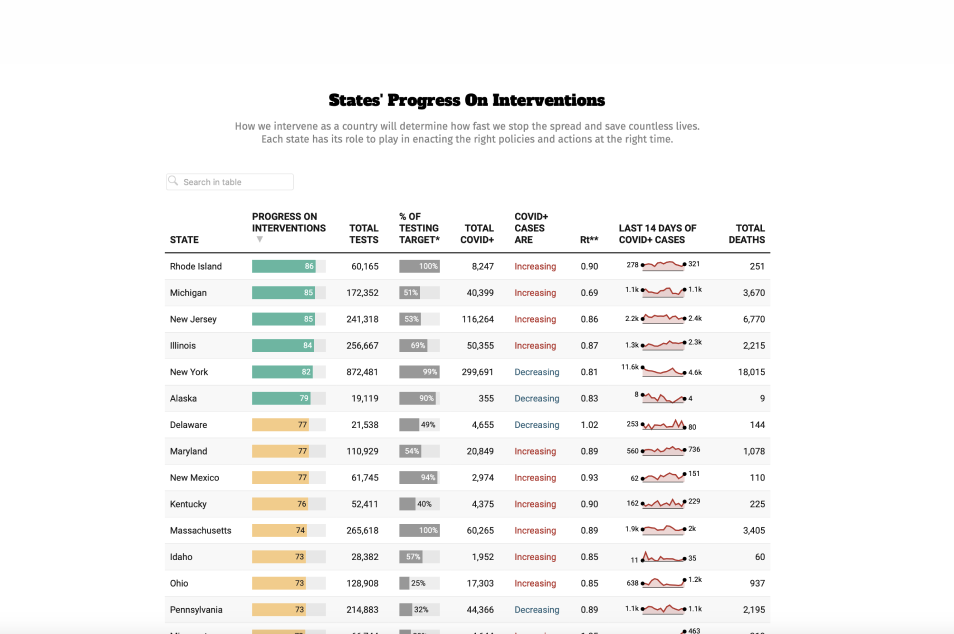 States' Progress On Interventions
How we intervene as a country will determine how fast we stop the spread and save countless lives.
Each state has its role to play in enacting the right policies and actions at the right time.
Search in table
STATE PROGRESS ON INTERVENTIONS TOTAL TESTS % OF TESTING TARGET* TOTAL COVID+ COVID+ CASES ARE Rt** LAST 14 DAYS OF COVID+ CASES TOTAL DEATHS
Rhode Island 86 60,165 100% 8,247 Increasing 0.90 278 321 251
Michigan 85 172,352 51% 40,399 Increasing 0.69 1.1k 1.1k 3,670
New Jersey 85 241,318 53% 116,264 Increasing 0.86 2.2k 2.4k 6,770
Illinois 84 256,667 69% 50,355 Increasing 0.87 1.3k 2.3k 2,215
New York 82 872,481 99% 299,691 Decreasing 0.81 11.6k 4.6k 18,015
Alaska 79 19,119 90% 355 Decreasing 0.83 8 4 9
Delaware 77 21,538 49% 4,655 Decreasing 1.02 253 80 144
Maryland 77 110,929 54% 20,849 Increasing 0.89 560 736 1,078
New Mexico 77 61,745 94% 2,974 Increasing 0.93 62 151 110
Kentucky 76 52,411 40% 4,375 Increasing 0.90 162 229 225
Massachusetts 74 265,618 100% 60,265 Increasing 0.89 1.9k 2k 3,405
Idaho 73 28,382 57% 1,952 Increasing 0.85 11 35 60
Ohio 73 128,908 25% 17,303 Increasing 0.85 638 1.2k 937
Pennsylvania 73 214,883 32% 44,366 Decreasing 0.89 1.1k 1.1k 2,195
463